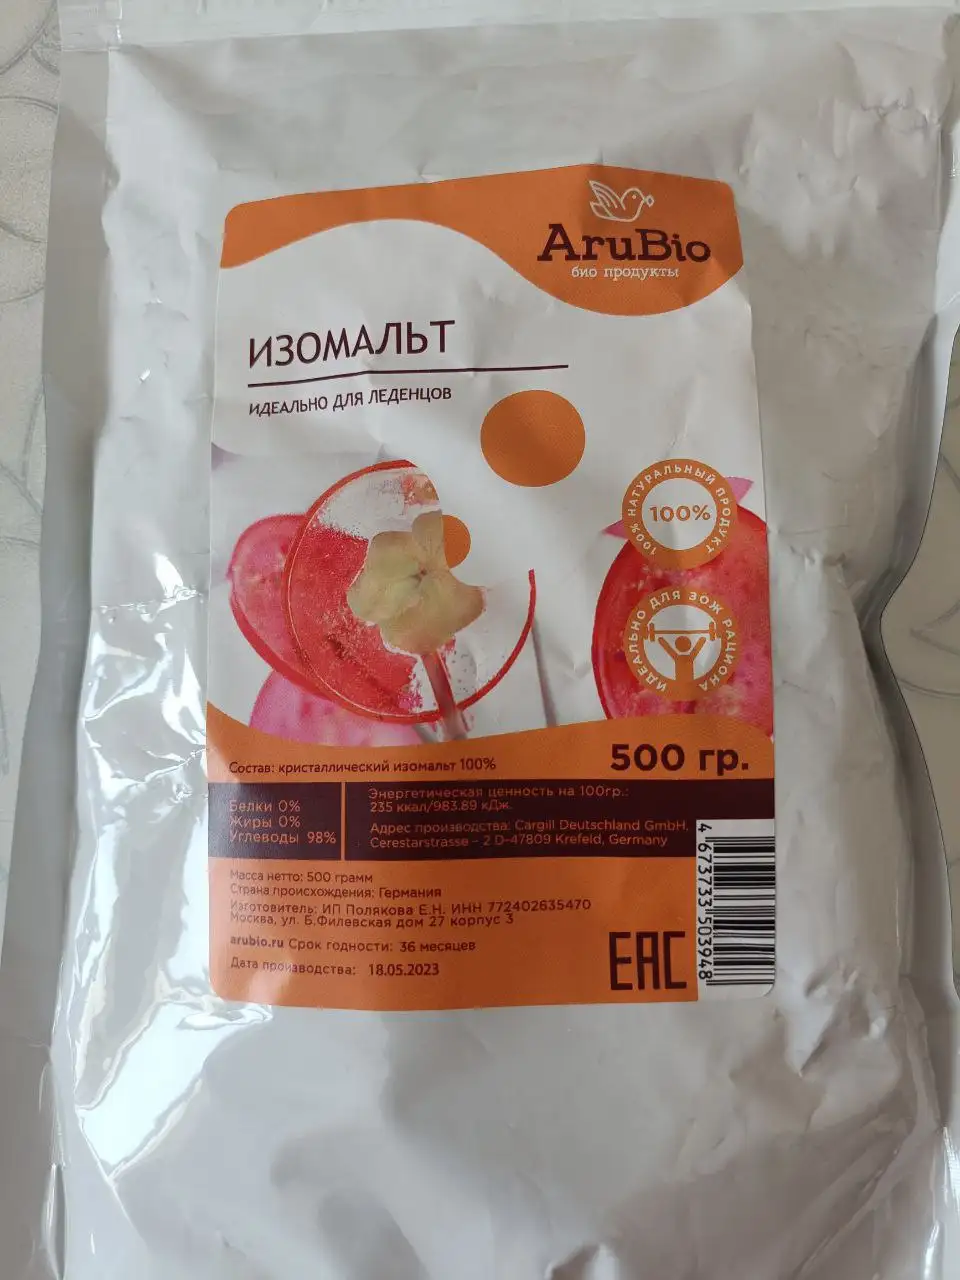 AruBio
био продукты
ИЗОМАЛЬТ
ИДЕАЛЬНО ДЛЯ ЛЕДЕНЦОВ
100% НАТУРАЛЬНЫЙ ПРОДУКТ
100%
ИДЕАЛЬНО ДЛЯ ЗОЖ РАЦИОНА
Состав: кристаллический изомальт 100%
500 гр.
Белки 0%
Жиры 0%
Углеводы 98%
Энергетическая ценность на 100гр.:
235 ккал/983.89 кДж.
Адрес производства: Cargill Deutschland GmbH,
Cerestarstrasse - 2 D-47809 Krefeld, Germany
Масса нетто: 500 грамм
Страна происхождения: Германия
Изготовитель: ИП Полякова Е.Н. ИНН 772402635470
Москва, ул. Б.Филевская дом 27 корпус 3
arubio.ru Срок годности: 36 месяцев
Дата производства: 18.05.2023
EAC
4 673733 503948